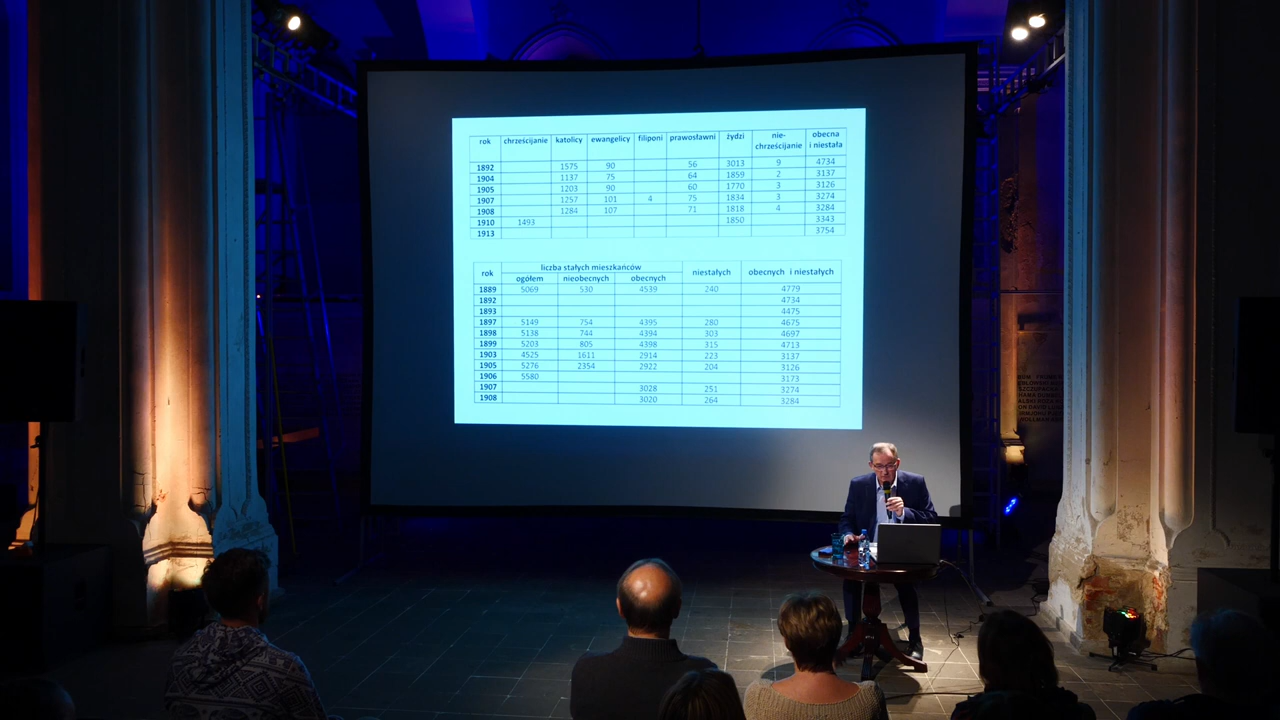 rok chrześcijanie katolicy ewangelicy filiponi prawosławni żydzi nie-chrześcijanie obecna i niestała
1892 1575 90 56 3013 9 4734
1904 1137 75 64 1859 2 3137
1905 1203 90 60 1770 3 3126
1907 1257 101 4 75 1834 3 3274
1908 1284 107 71 1818 4 3284
1910 1493 1850 3343
1913 3754
rok liczba stałych mieszkańców niestałych obecnych i niestałych
ogółem nieobecnych obecnych
1889 5069 530 4539 240 4779
1892 4734
1893 4475
1897 5149 754 4395 280 4675
1898 5138 744 4394 303 4697
1899 5203 805 4398 315 4713
1903 4525 1611 2914 223 3137
1905 5276 2354 2922 204 3126
1906 5580 3173
1907 3028 251 3274
1908 3020 264 3284